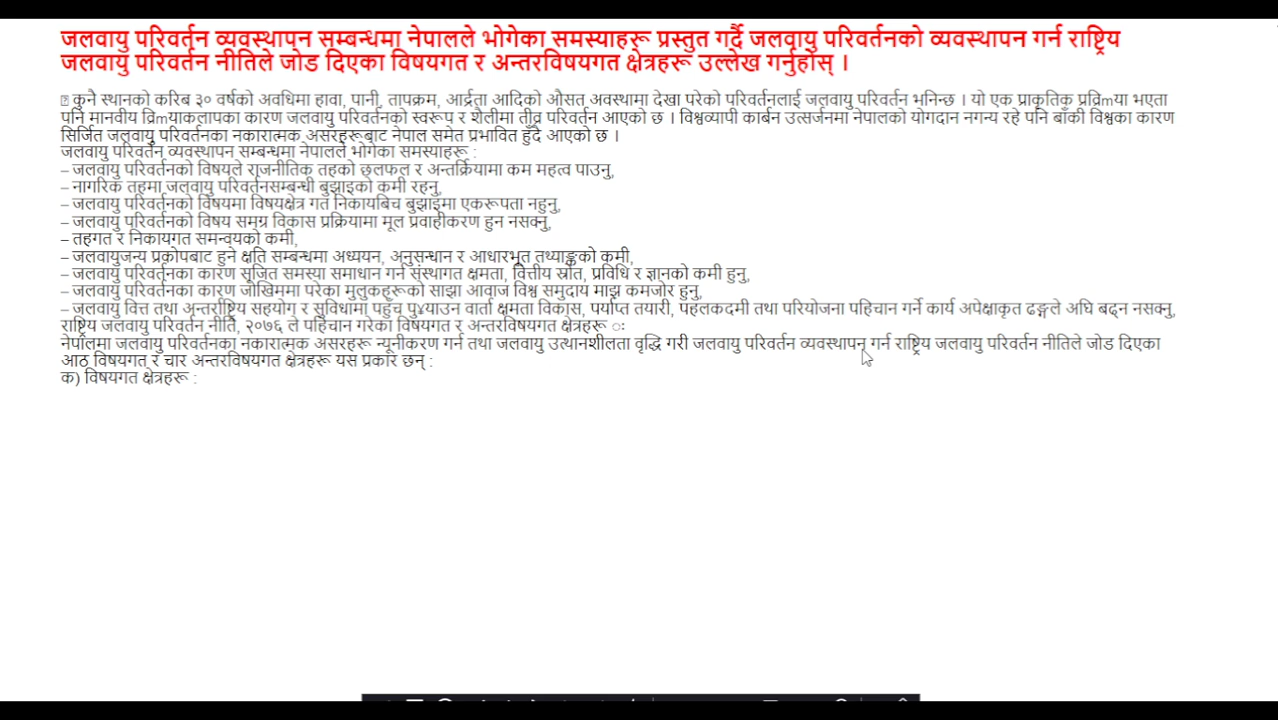 जलवायु परिवर्तन व्यवस्थापन सम्बन्धमा नेपालले भोगेका समस्याहरू प्रस्तुत गर्दै जलवायु परिवर्तनको व्यवस्थापन गर्न राष्ट्रिय
जलवायु परिवर्तन नीतिले जोड दिएका विषयगत र अन्तरविषयगत क्षेत्रहरू उल्लेख गर्नुहोस् ।
कुनै स्थानको करिब ३० वर्षको अवधिमा हावा, पानी, तापक्रम, आर्द्रता आदिको औसत अवस्थामा देखा परेको परिवर्तनलाई जलवायु परिवर्तन भनिन्छ । यो एक प्राकृतिक प्रव्रिmया भएता
पनि मानवीय व्रिmयाकलापका कारण जलवायु परिवर्तनको स्वरूप र शैलीमा तीव्र परिवर्तन आएको छ । विश्वव्यापी कार्बन उत्सर्जनमा नेपालको योगदान नगन्य रहे पनि बाँकी विश्वका कारण
सिर्जित जलवायु परिवर्तनका नकारात्मक असरहरूबाट नेपाल समेत प्रभावित हुँदै आएको छ ।
जलवायु परिवर्तन व्यवस्थापन सम्बन्धमा नेपालले भोगेका समस्याहरू :
– जलवायु परिवर्तनको विषयले राजनीतिक तहको छलफल र अन्तर्क्रियामा कम महत्व पाउनु,
– नागरिक तहमा जलवायु परिवर्तनसम्बन्धी बुझाइको कमी रहनु,
– जलवायु परिवर्तनको विषयमा विषयक्षेत्र गत निकायबिच बुझाइमा एकरूपता नहुनु,
– जलवायु परिवर्तनको विषय समग्र विकास प्रक्रियामा मूल प्रवाहीकरण हुन नसक्नु,
– तहगत र निकायगत समन्वयको कमी,
– जलवायुजन्य प्रकोपबाट हुने क्षति सम्बन्धमा अध्ययन, अनुसन्धान र आधारभूत तथ्याङ्कको कमी,
– जलवायु परिवर्तनका कारण सृजित समस्या समाधान गर्न संस्थागत क्षमता, वित्तीय स्रोत, प्रविधि र ज्ञानको कमी हुनु,
– जलवायु परिवर्तनका कारण जोखिममा परेका मुलुकहरूको साझा आवाज विश्व समुदाय माझ कमजोर हुनु,
– जलवायु वित्त तथा अन्तर्राष्ट्रिय सहयोग र सुविधामा पहुँच पु¥याउन वार्ता क्षमता विकास, पर्याप्त तयारी, पहलकदमी तथा परियोजना पहिचान गर्ने कार्य अपेक्षाकृत ढङ्गले अघि बढ्न नसक्नु,
राष्ट्रिय जलवायु परिवर्तन नीति, २०७६ ले पहिचान गरेका विषयगत र अन्तरविषयगत क्षेत्रहरू ः
नेपालमा जलवायु परिवर्तनका नकारात्मक असरहरू न्यूनीकरण गर्न तथा जलवायु उत्थानशीलता वृद्धि गरी जलवायु परिवर्तन व्यवस्थापन गर्न राष्ट्रिय जलवायु परिवर्तन नीतिले जोड दिएका
आठ विषयगत र चार अन्तरविषयगत क्षेत्रहरू यस प्रकार छन् :
क) विषयगत क्षेत्रहरू :